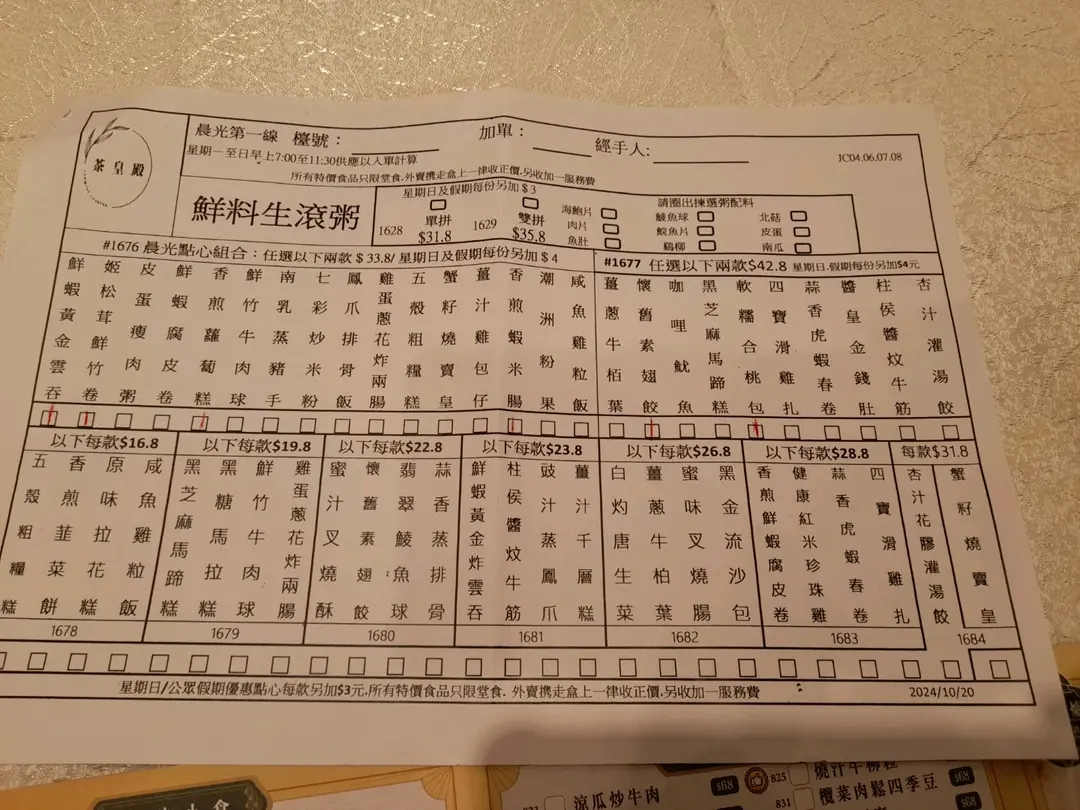 茶皇殿
晨光第一線 檯號：
加單：
經手人:
JC04.06.07.08
星期一至日早上7:00至11:30供應以入單計算
所有特價食品只限堂食.外賣携走盒上一律收正價.另收加一服務費
鮮料生滾粥
星期日及假期每份另加 $ 3
1628
單拼
$31.8
1629
雙拼
$35.8
請圈出揀選粥配料
海鮑片
肉片
魚肚
鯪魚球
鯇魚片
鷄柳
北菇
皮蛋
南瓜
#1676 晨光點心組合：任選以下兩款 $ 33.8/ 星期日及假期每份另加 $ 4
鮮蝦黃金雲吞
姬松茸鮮竹卷
皮蛋瘦肉粥
鮮蝦腐皮卷
香煎蘿蔔糕
鮮竹牛肉球
南乳蒸豬手
七彩炒米粉
鳳爪排骨飯
雞蛋蔥花炸兩腸
五穀粗糧糕
蟹籽燒賣皇
薑汁雞包仔
香煎蝦米腸
潮洲粉果
咸魚雞粒飯
#1677 任選以下兩款$42.8 星期日.假期每份另加$4元
薑蔥牛栢葉
懷舊素翅餃
咖哩魷魚
黑芝麻馬蹄糕
軟糯合桃包
四寶滑雞扎
蒜香虎蝦春卷
醬皇金錢肚
柱侯醬炆牛筋
杏汁灌湯餃
以下每款$16.8
五穀粗糧糕
香煎韮菜餅
原味拉花糕
咸魚雞粒飯
1678
以下每款$19.8
黑芝麻馬蹄糕
黑糖馬拉糕
鮮竹牛肉球
雞蛋蔥花炸兩腸
1679
以下每款$22.8
蜜汁叉燒酥
懷舊素翅餃
翡翠鯪魚球
蒜香蒸排骨
1680
以下每款$23.8
鮮蝦黃金炸雲吞
柱侯醬炆牛筋
豉汁蒸鳳爪
薑汁千層糕
1681
以下每款$26.8
白灼唐生菜
薑蔥牛柏葉
蜜味叉燒腸
黑金流沙包
1682
以下每款$28.8
香煎鮮蝦腐皮卷
健康紅米珍珠雞
蒜香虎蝦春卷
四寶滑雞扎
1683
每款$31.8
杏汁花膠灌湯餃
蟹籽燒賣皇
1684
星期日/公眾假期優惠點心每款另加$3元.所有特價食品只限堂食. 外賣携走盒上一律收正價.另收加一服務費
2024/10/20
涼瓜炒牛肉
$68
825
$68
831
欖菜肉鬆四季豆
$68